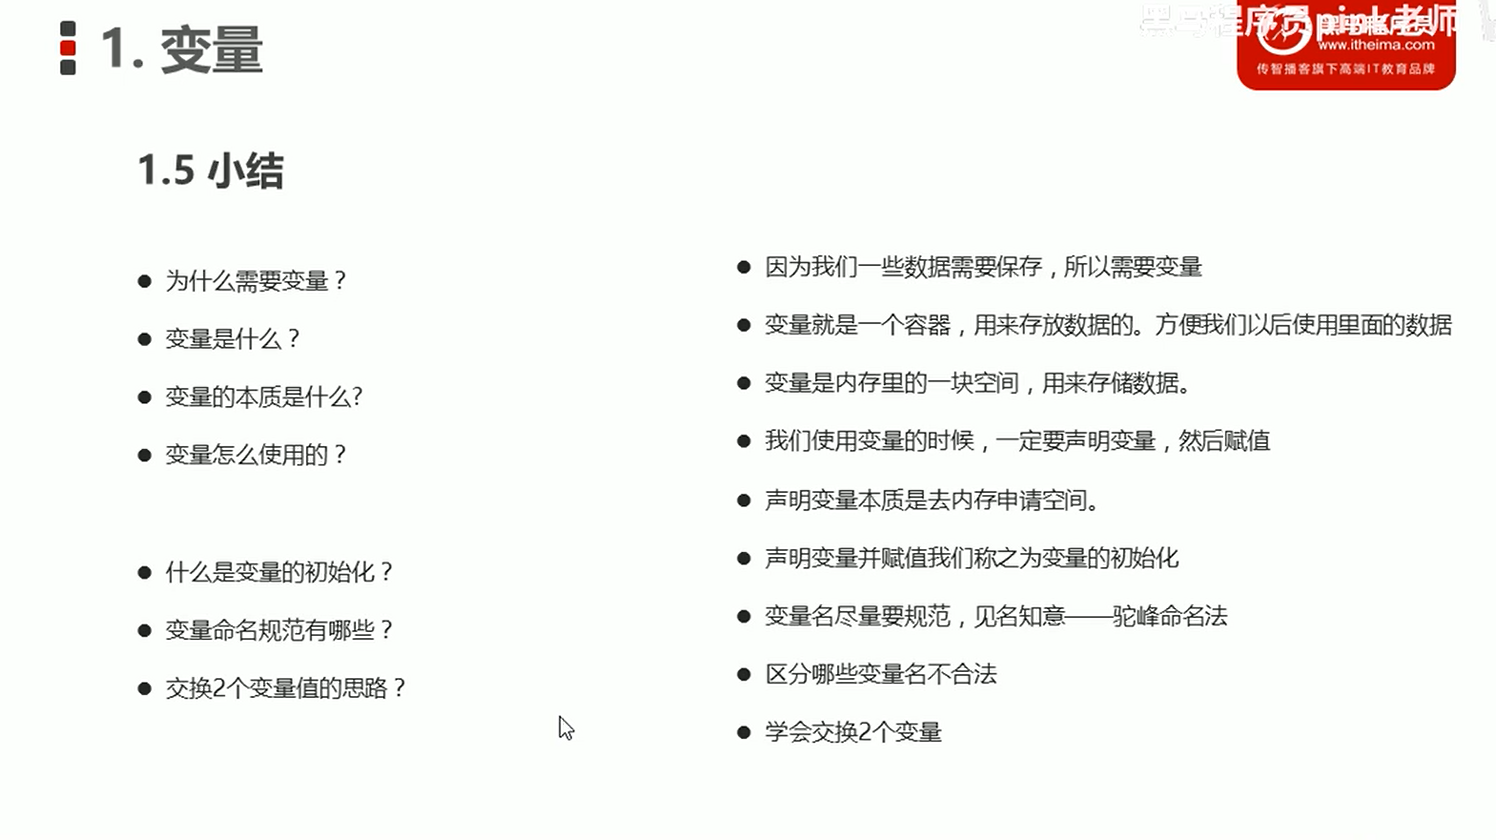 1. 变量
黑马程序员pink老师
www.itheima.com
传智播客旗下高端IT教育品牌
1.5 小结
为什么需要变量？
变量是什么？
变量的本质是什么?
变量怎么使用的？
什么是变量的初始化？
变量命名规范有哪些？
交换2个变量值的思路？
因为我们一些数据需要保存，所以需要变量
变量就是一个容器，用来存放数据的。方便我们以后使用里面的数据
变量是内存里的一块空间，用来存储数据。
我们使用变量的时候，一定要声明变量，然后赋值
声明变量本质是去内存申请空间。
声明变量并赋值我们称之为变量的初始化
变量名尽量要规范，见名知意——驼峰命名法
区分哪些变量名不合法
学会交换2个变量